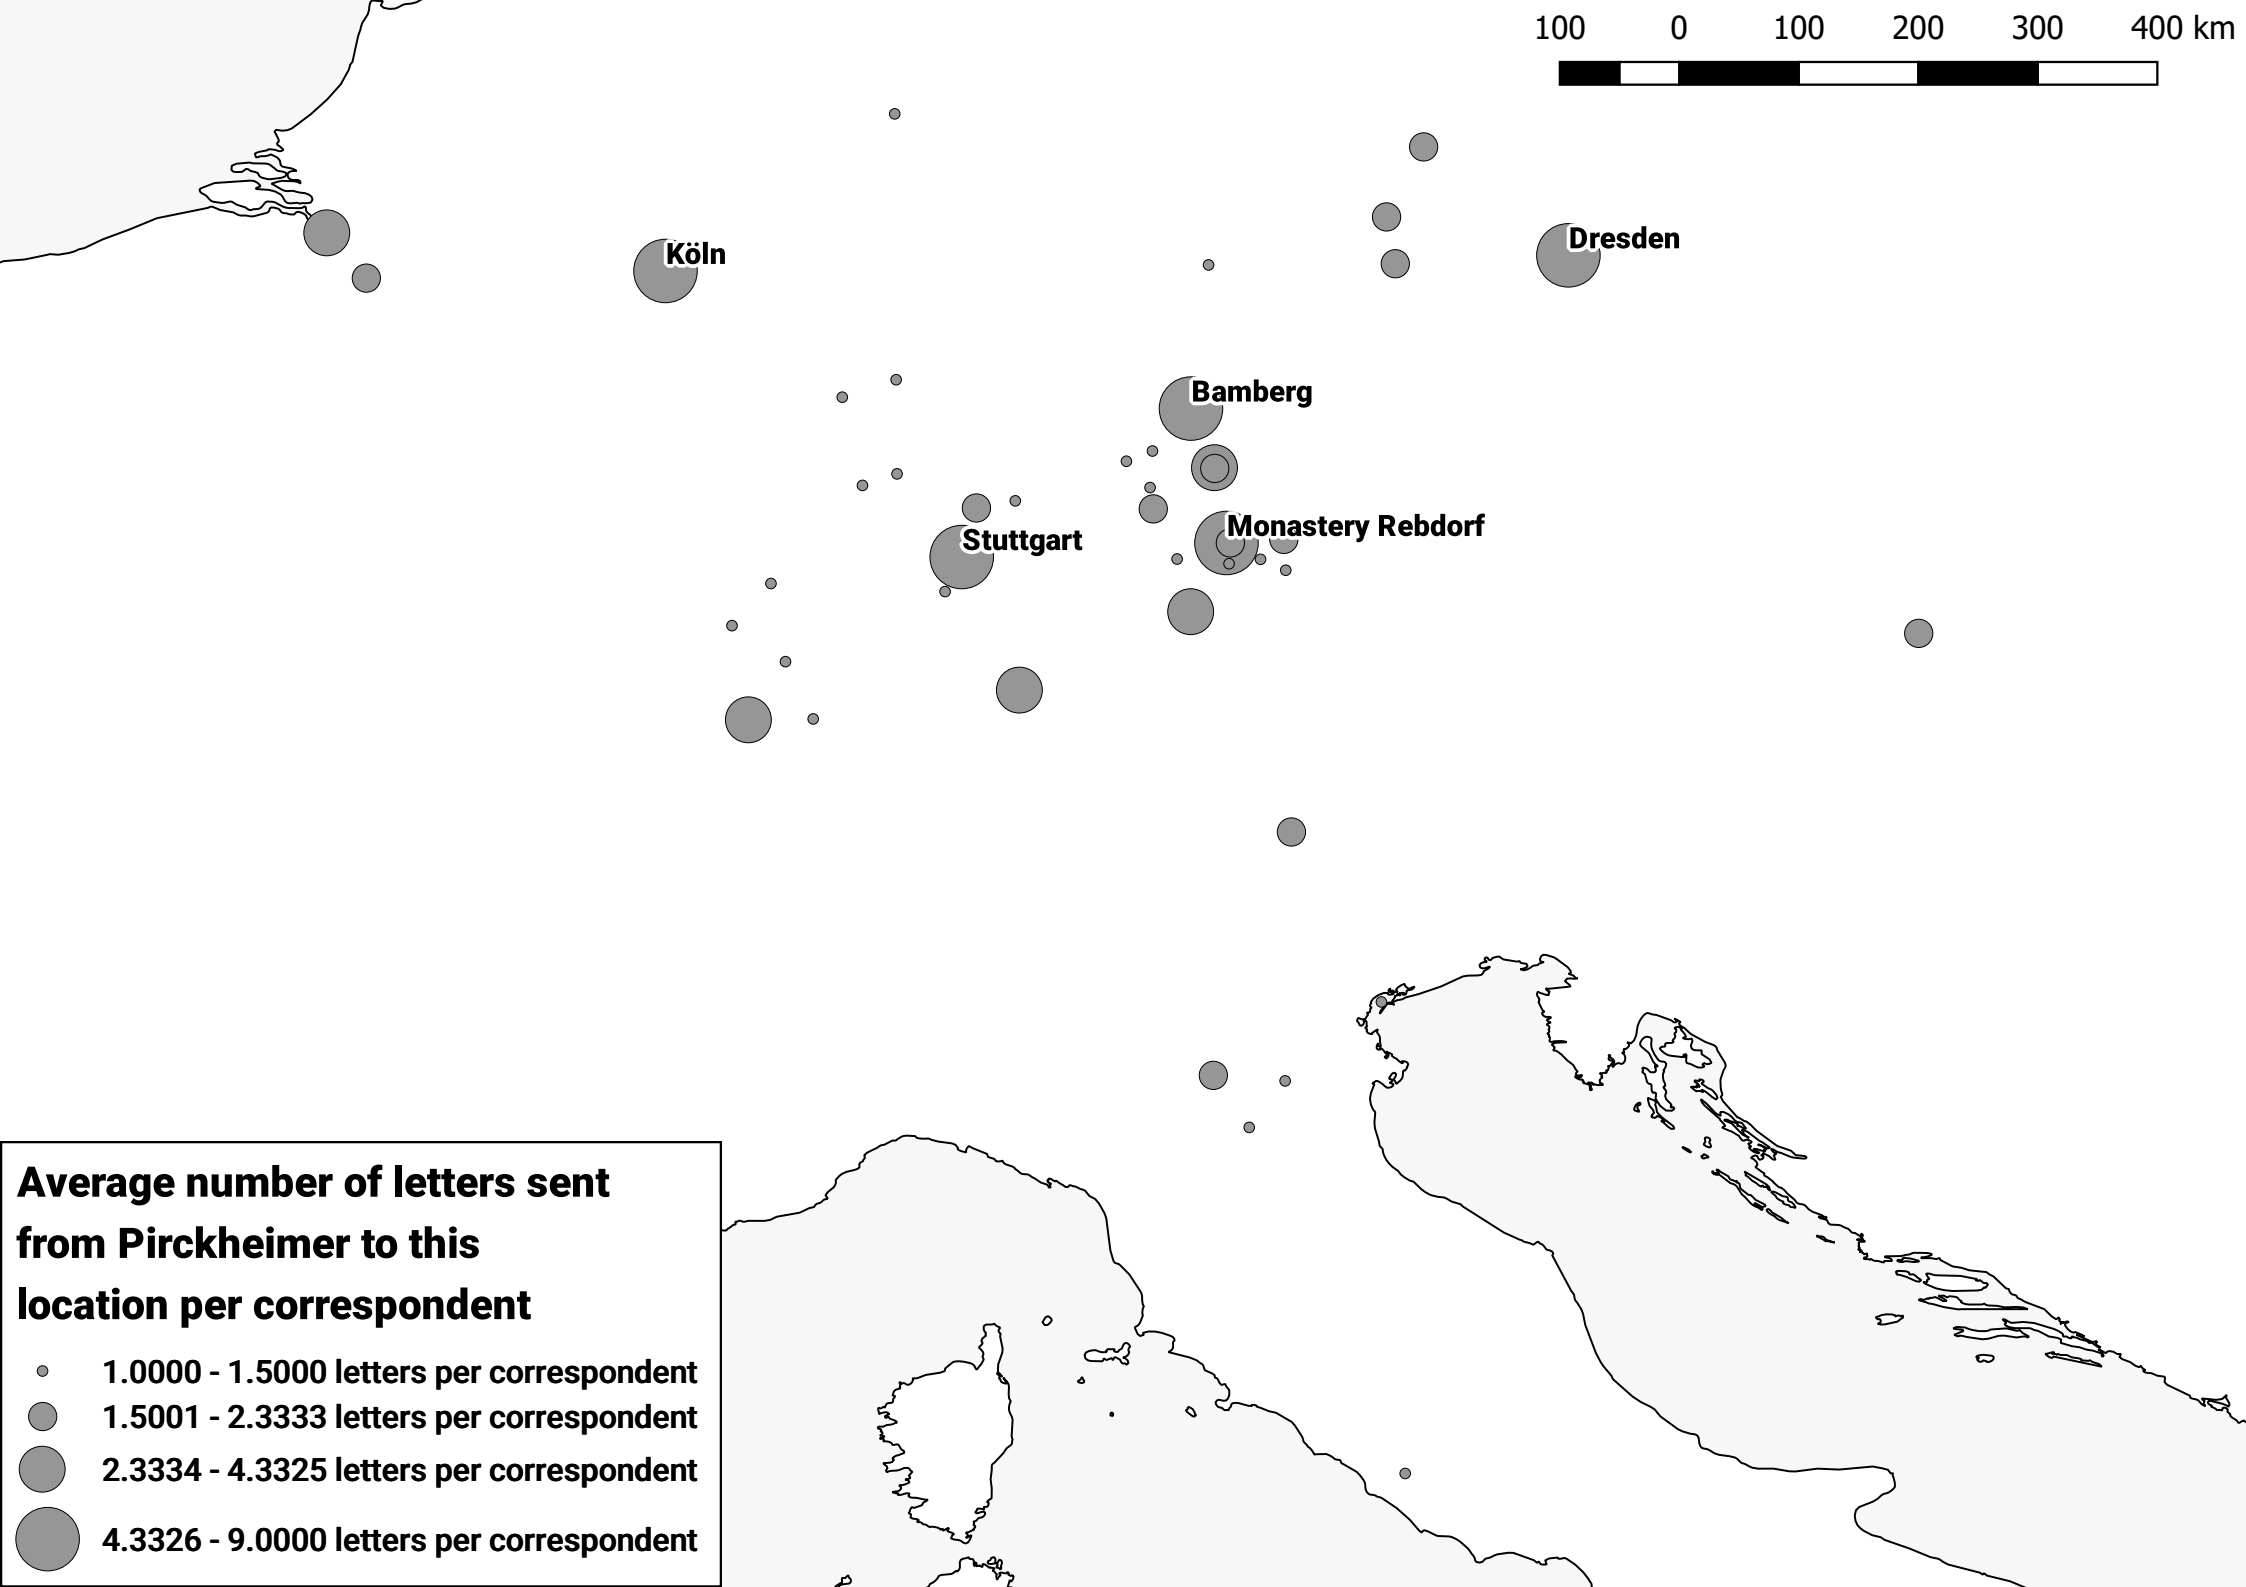 100 0 100 200 300 400 km
Dresden
Köln
Bamberg
Monastery Rebdorf
Stuttgart
Average number of letters sent
from Pirckheimer to this
location per correspondent
1.0000 - 1.5000 letters per correspondent
1.5001 - 2.3333 letters per correspondent
2.3334 - 4.3325 letters per correspondent
4.3326 - 9.0000 letters per correspondent